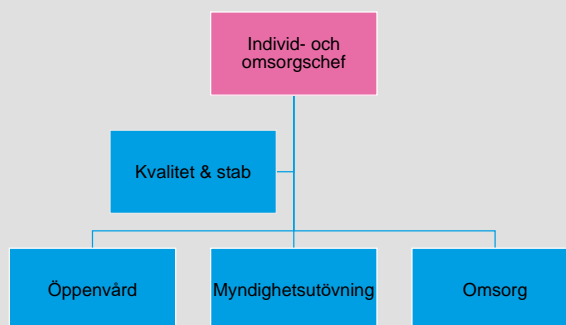 Individ- och
omsorgschef
Kvalitet & stab
Öppenvård
Myndighetsutövning
Omsorg